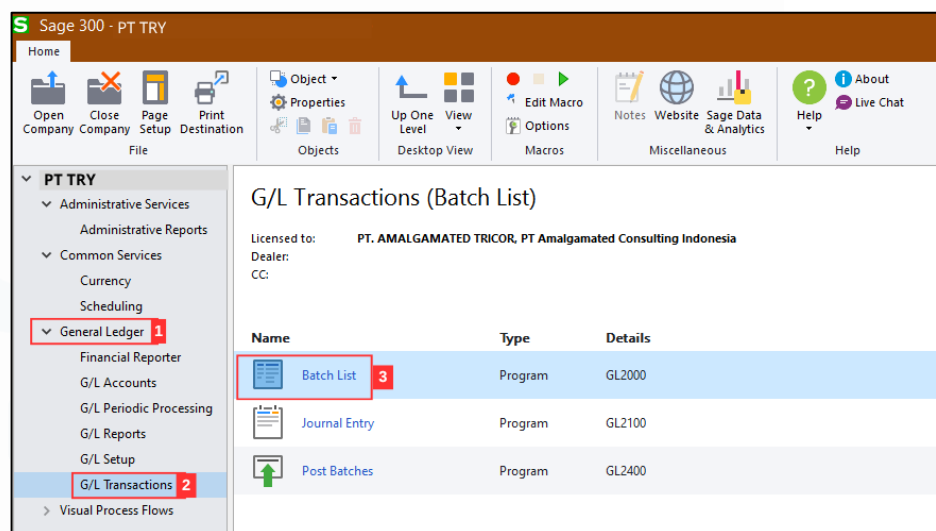 S Sage 300 - PT TRY
Home
Open Company
Close Company
Page Setup
Print Destination
File
Object
Properties
Objects
Up One Level
View
Desktop View
Edit Macro
Options
Macros
Notes
Website
Sage Data & Analytics
Miscellaneous
? Help
i About
Live Chat
Help
PT TRY
Administrative Services
Administrative Reports
Common Services
Currency
Scheduling
General Ledger 1
Financial Reporter
G/L Accounts
G/L Periodic Processing
G/L Reports
G/L Setup
G/L Transactions 2
Visual Process Flows
G/L Transactions (Batch List)
Licensed to: PT. AMALGAMATED TRICOR, PT Amalgamated Consulting Indonesia
Dealer:
CC:
Name Type Details
Batch List 3 Program GL2000
Journal Entry Program GL2100
Post Batches Program GL2400